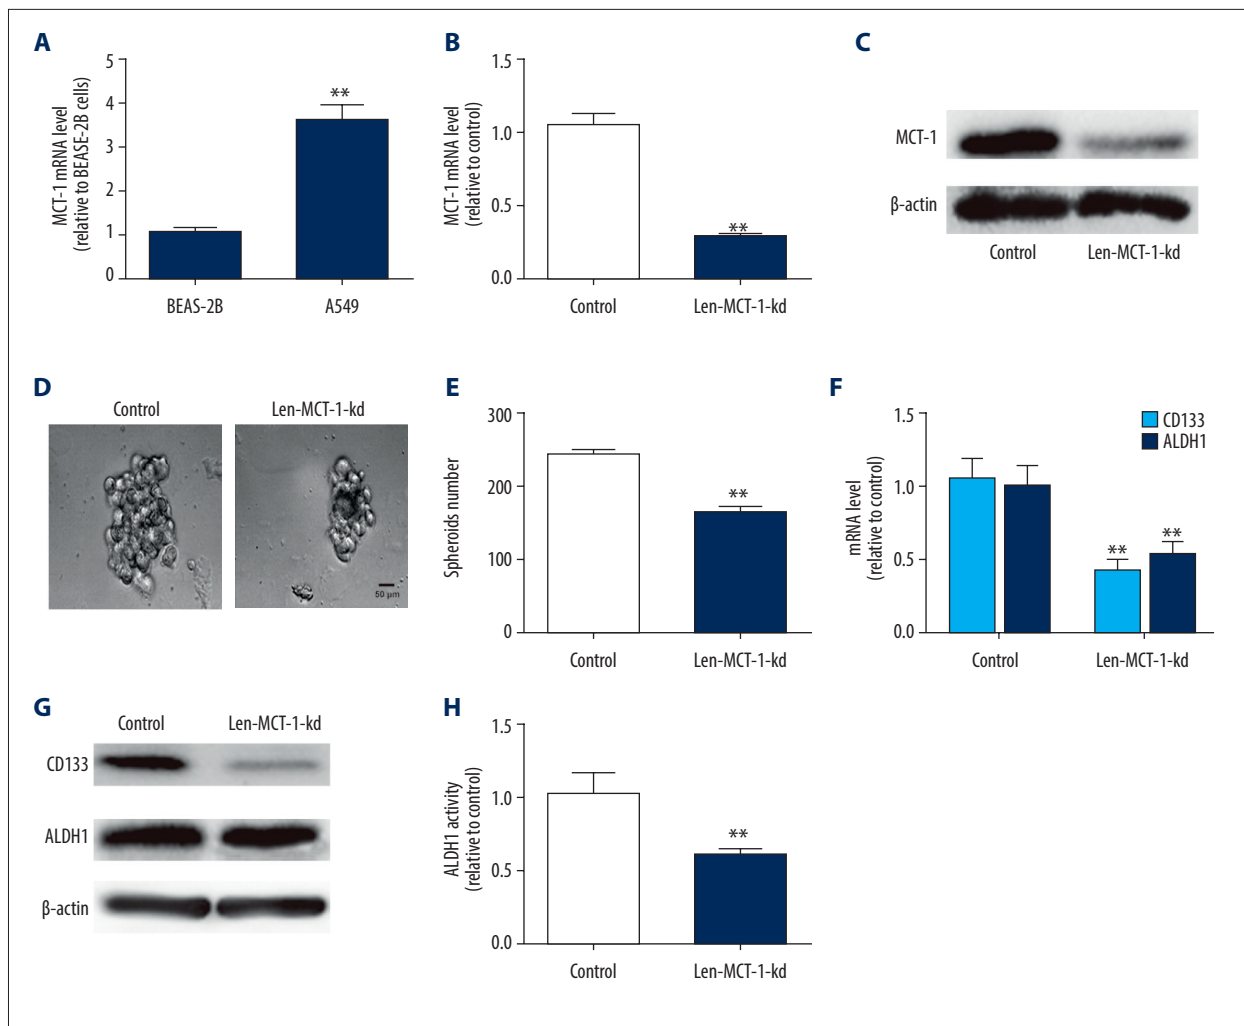 A
MCT-1 mRNA level
(relative to BEASE-2B cells)
5
4
3
2
1
0
**
BEAS-2B
A549
B
MCT-1 mRNA level
(relative to control)
1.5
1.0
0.5
0.0
**
Control
Len-MCT-1-kd
C
MCT-1
β-actin
Control
Len-MCT-1-kd
D
Control
Len-MCT-1-kd
50 µm
E
Spheroids number
300
200
100
0
**
Control
Len-MCT-1-kd
F
mRNA level
(relative to control)
1.5
1.0
0.5
0.0
CD133
ALDH1
**
**
Control
Len-MCT-1-kd
G
Control
Len-MCT-1-kd
CD133
ALDH1
β-actin
H
ALDH1 activity
(relative to control)
1.5
1.0
0.5
0.0
**
Control
Len-MCT-1-kd